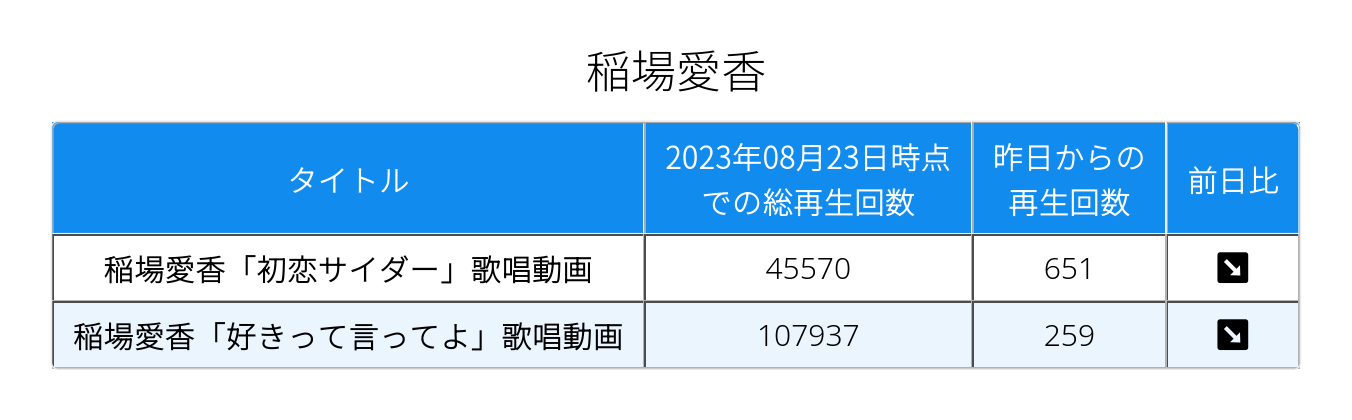 稲場愛香
タイトル
2023年08月23日時点
での総再生回数
昨日からの
再生回数
前日比
稲場愛香「初恋サイダー」歌唱動画
45570
651
↘
稲場愛香「好きって言ってよ」歌唱動画
107937
259
↘